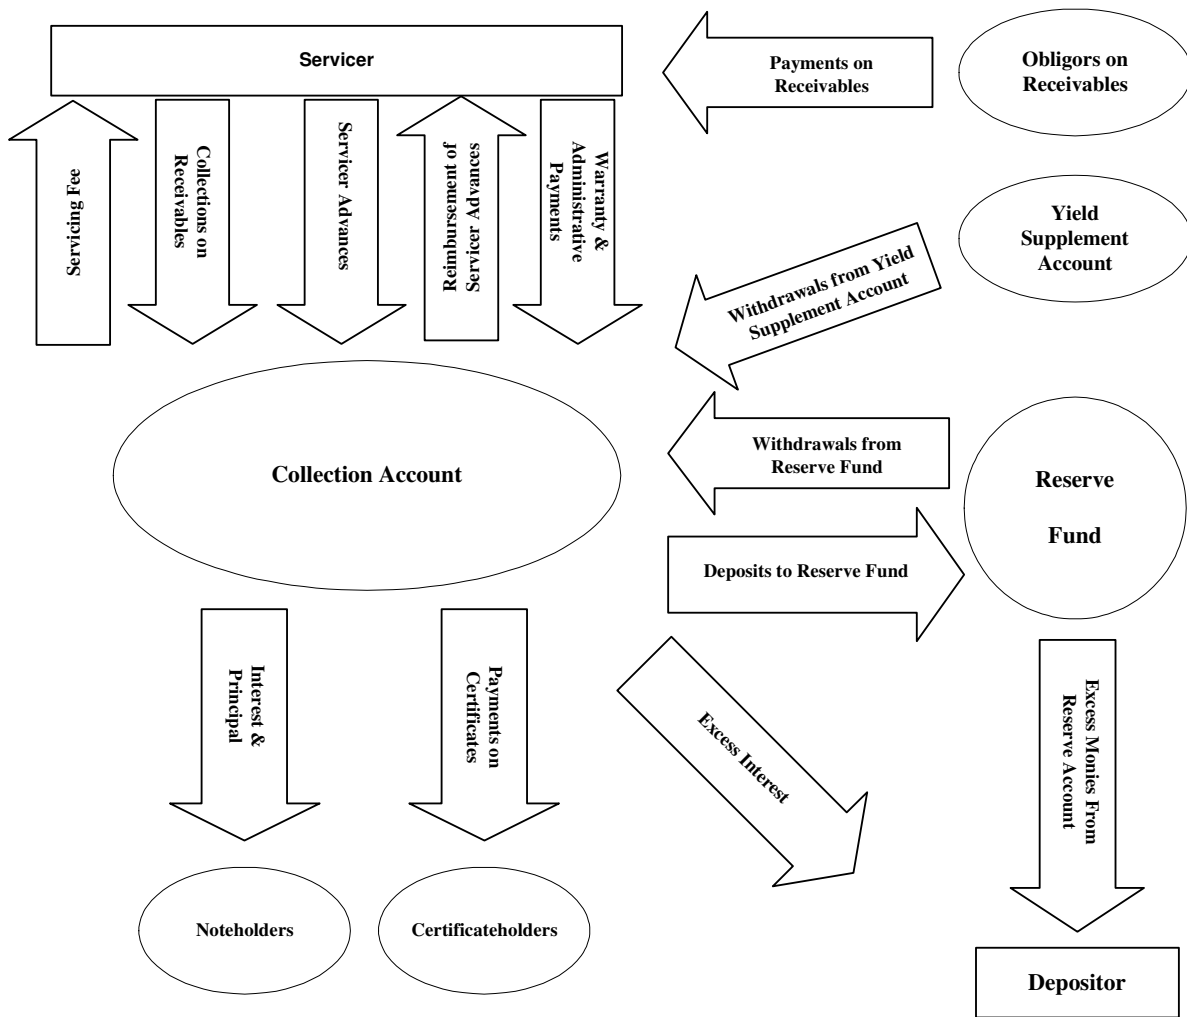 Servicer
Payments on
Receivables
Obligors on
Receivables
Servicing Fee
Collections on
Receivables
Servicer Advances
Reimbursement of
Servicer Advances
Warranty &
Administrative
Payments
Yield
Supplement
Account
Withdrawals from Yield
Supplement Account
Collection Account
Withdrawals from
Reserve Fund
Reserve
Fund
Deposits to Reserve Fund
Interest &
Principal
Payments on
Certificates
Excess Interest
Excess Monies From
Reserve Account
Noteholders
Certificateholders
Depositor